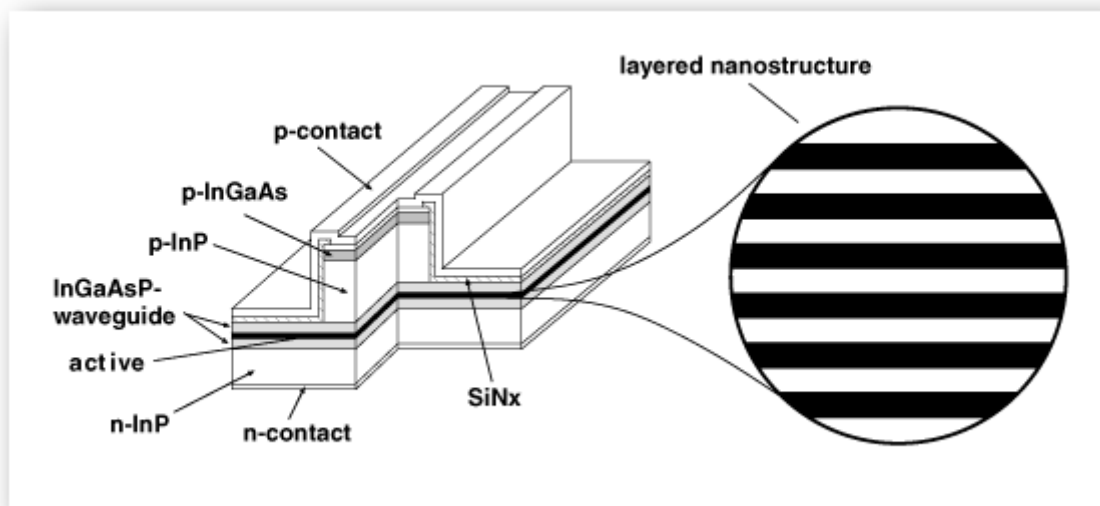 layered nanostructure
p-contact
p-InGaAs
p-InP
InGaAsP-
waveguide
active
n-InP
n-contact
SiNx